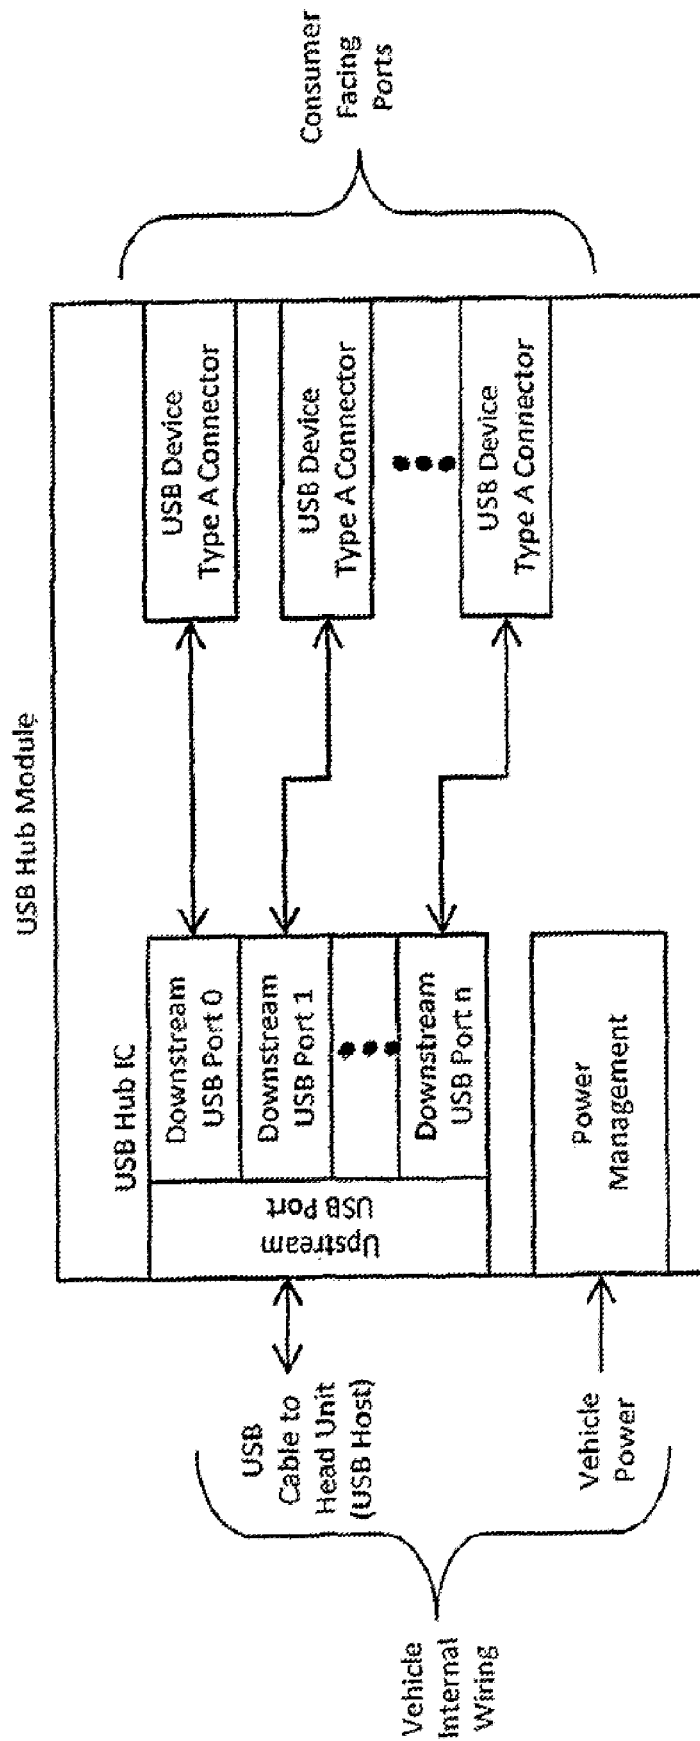 USB Hub Module
USB Hub IC
Upstream
USB Port
Downstream
USB Port 0
Downstream
USB Port 1
Downstream
USB Port n
Power
Management
USB Device
Type A Connector
USB Device
Type A Connector
USB Device
Type A Connector
Consumer
Facing
Ports
USB
Cable to
Head Unit
(USB Host)
Vehicle
Power
Vehicle
Internal
Wiring